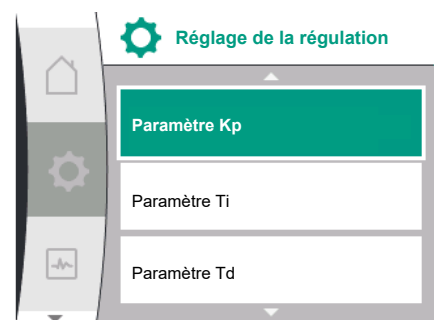 Réglage de la régulation
Paramètre Kp
Paramètre Ti
Paramètre Td